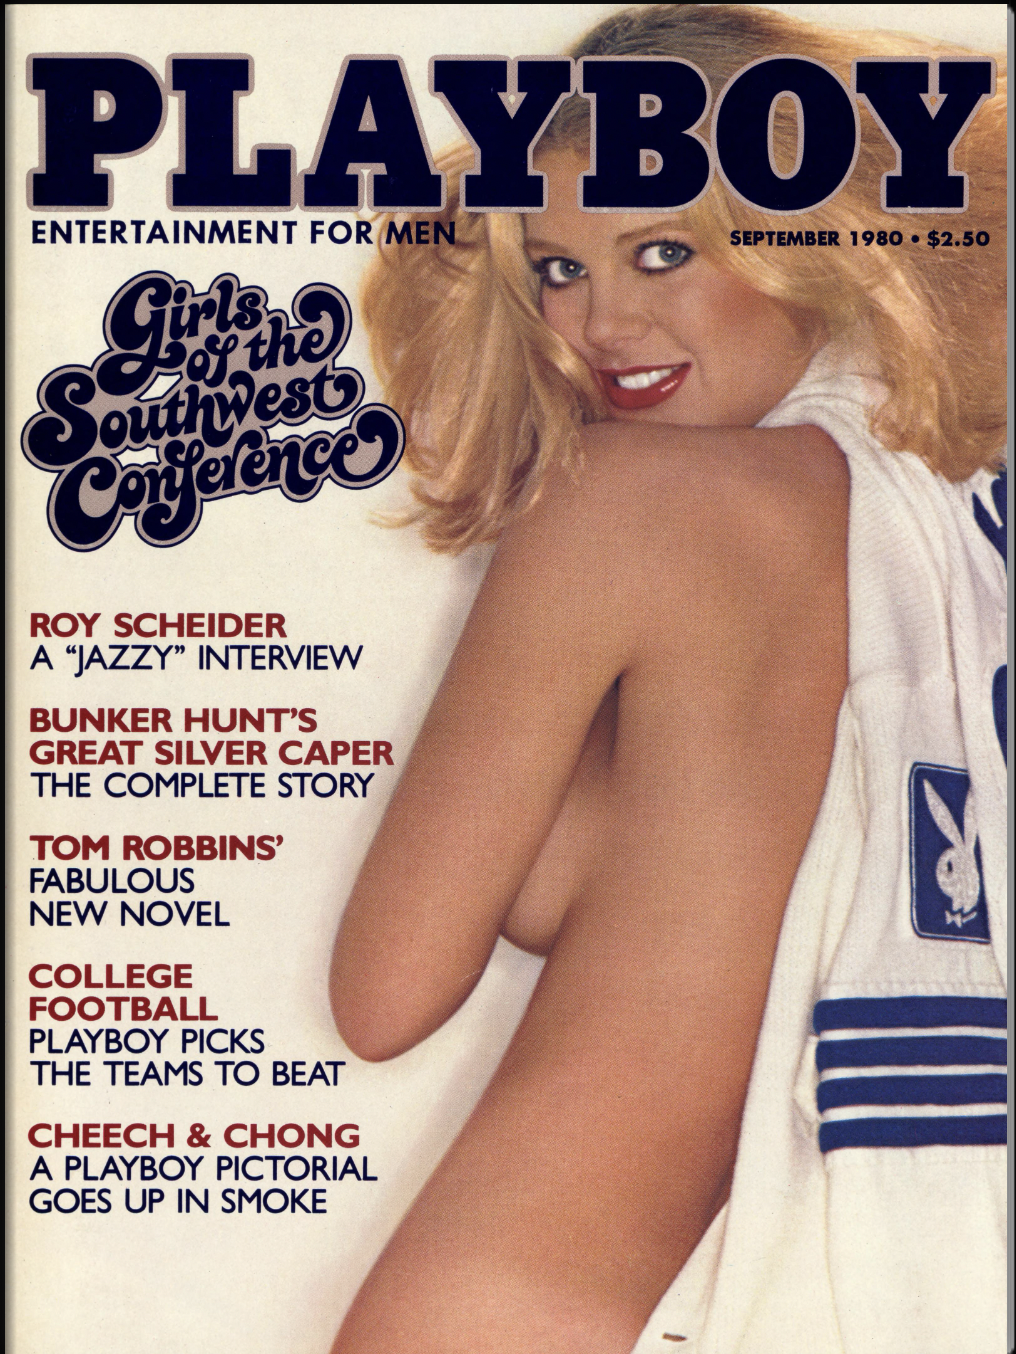 PLAYBOY
ENTERTAINMENT FOR MEN
SEPTEMBER 1980 • $2.50
Girls
of the
Southwest
Conference
ROY SCHEIDER
A “JAZZY” INTERVIEW
BUNKER HUNT’S
GREAT SILVER CAPER
THE COMPLETE STORY
TOM ROBBINS’
FABULOUS
NEW NOVEL
COLLEGE
FOOTBALL
PLAYBOY PICKS
THE TEAMS TO BEAT
CHEECH & CHONG
A PLAYBOY PICTORIAL
GOES UP IN SMOKE